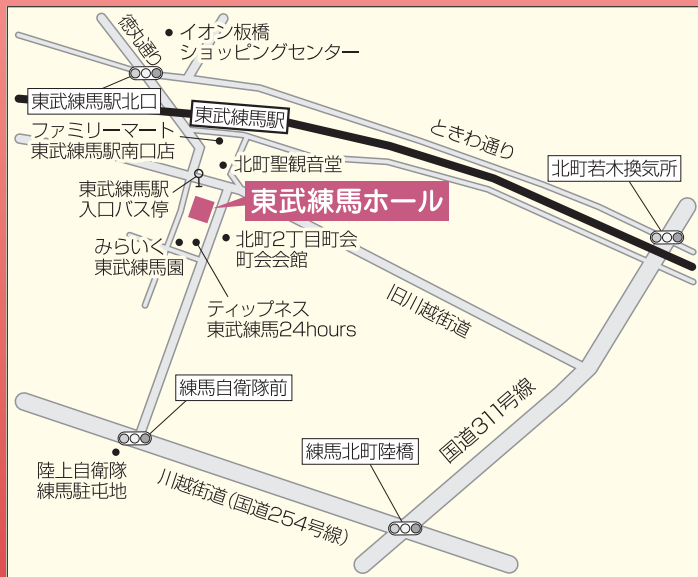 徳丸通り
イオン板橋
ショッピングセンター
東武練馬駅北口
東武練馬駅
ファミリーマート
東武練馬駅南口店
ときわ通り
北町聖観音堂
北町若木換気所
東武練馬駅
入口バス停
東武練馬ホール
みらいく
東武練馬園
北町2丁目町会
町会会館
ティップネス
東武練馬24hours
旧川越街道
練馬自衛隊前
国道311号線
練馬北町陸橋
陸上自衛隊
練馬駐屯地
川越街道(国道254号線)